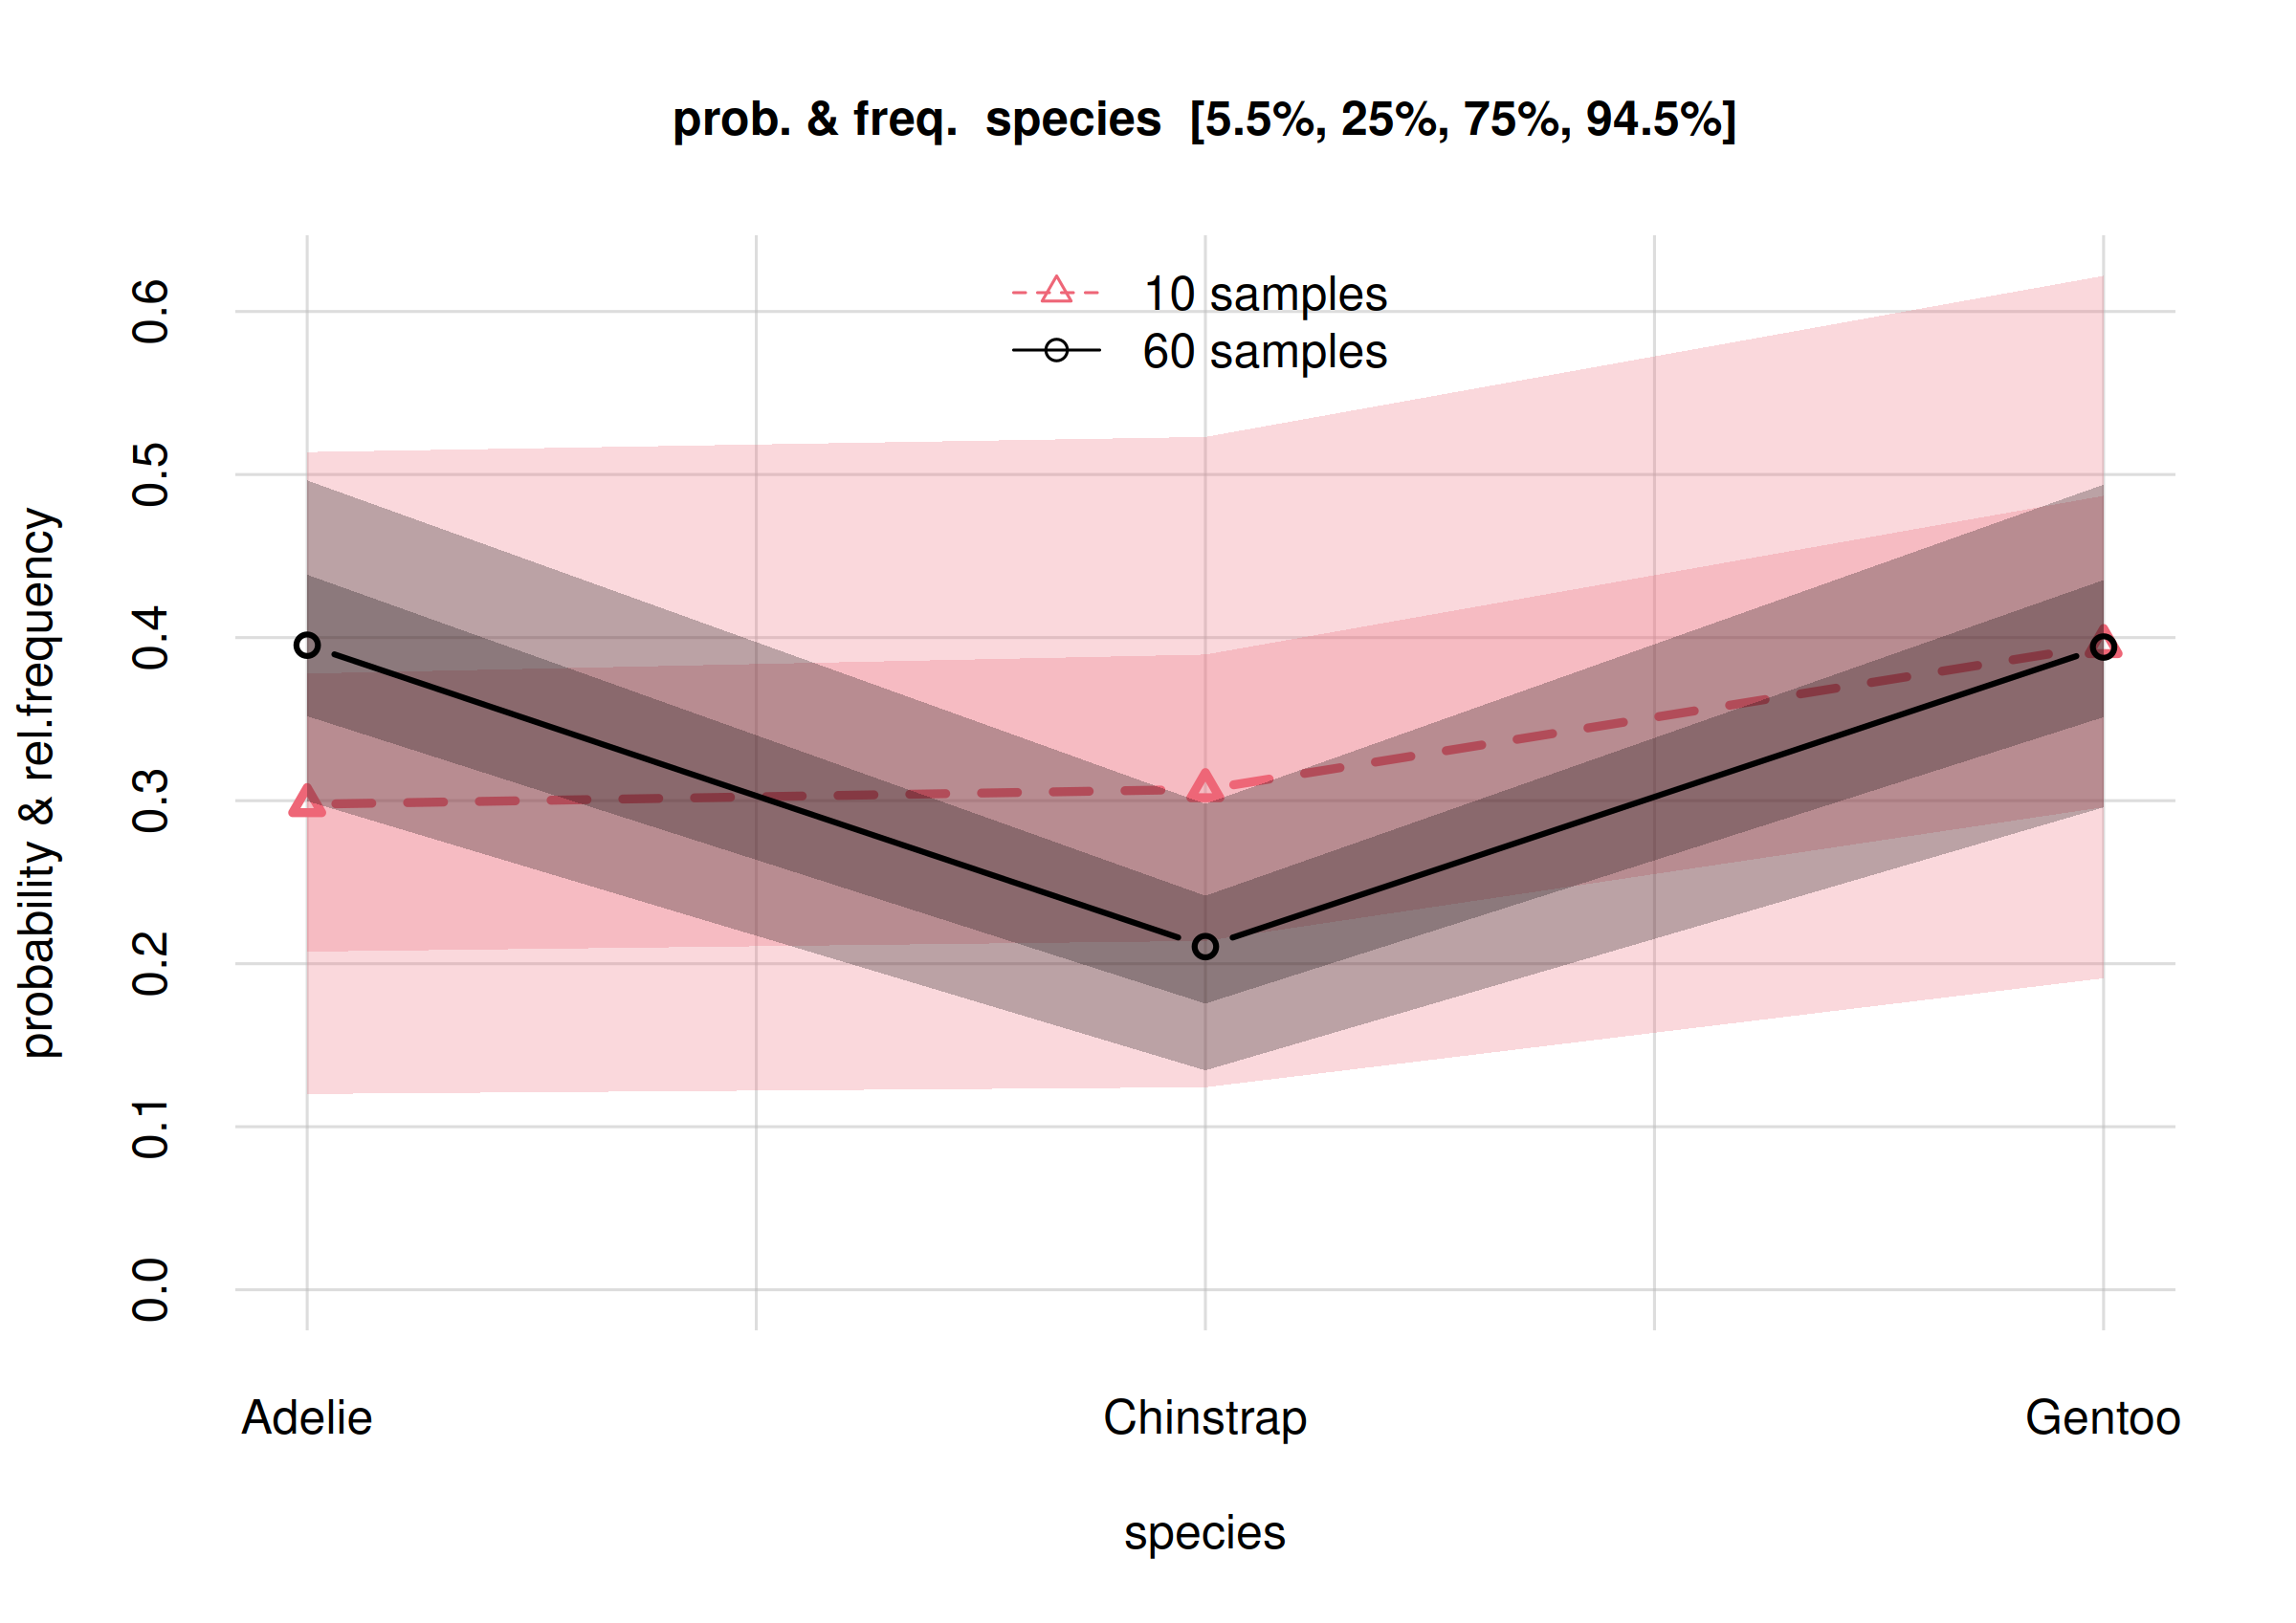 prob. & freq.  species  [5.5%, 25%, 75%, 94.5%]
10 samples
60 samples
probability & rel.frequency
0.6
0.5
0.4
0.3
0.2
0.1
0.0
Adelie
Chinstrap
Gentoo
species